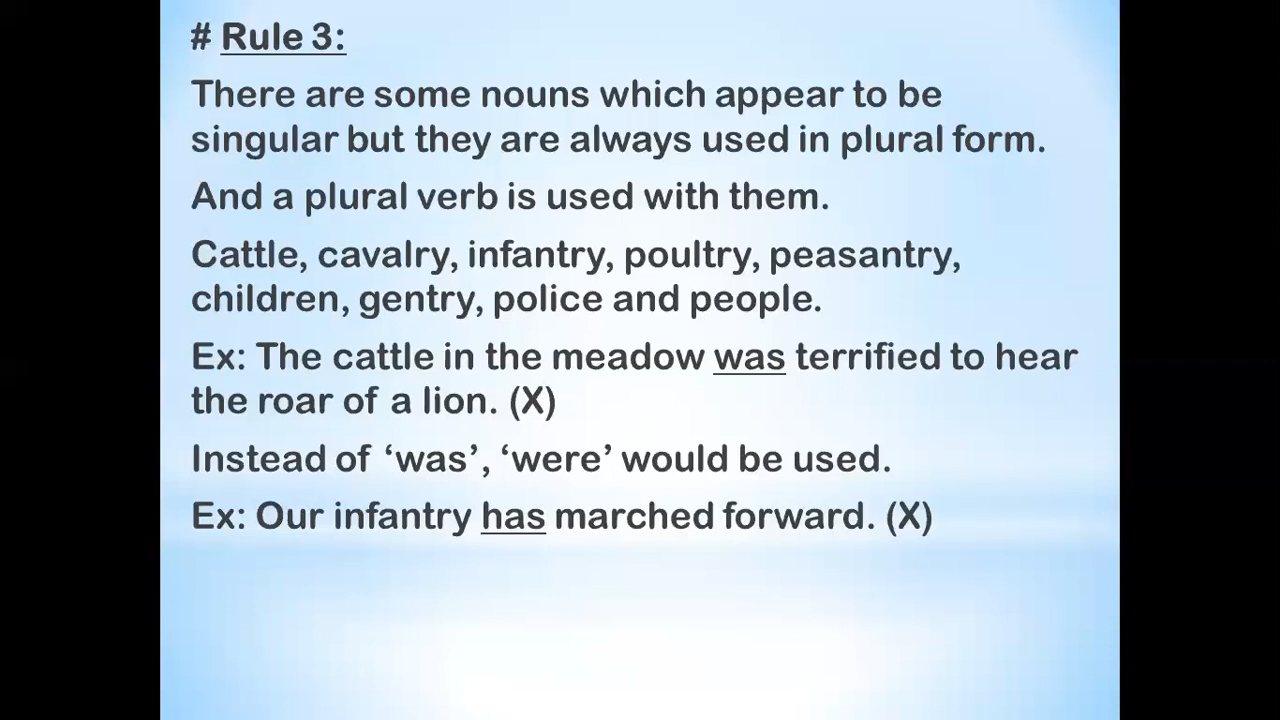 # Rule 3:
There are some nouns which appear to be
singular but they are always used in plural form.
And a plural verb is used with them.
Cattle, cavalry, infantry, poultry, peasantry,
children, gentry, police and people.
Ex: The cattle in the meadow was terrified to hear
the roar of a lion. (X)
Instead of ‘was’, ‘were’ would be used.
Ex: Our infantry has marched forward. (X)